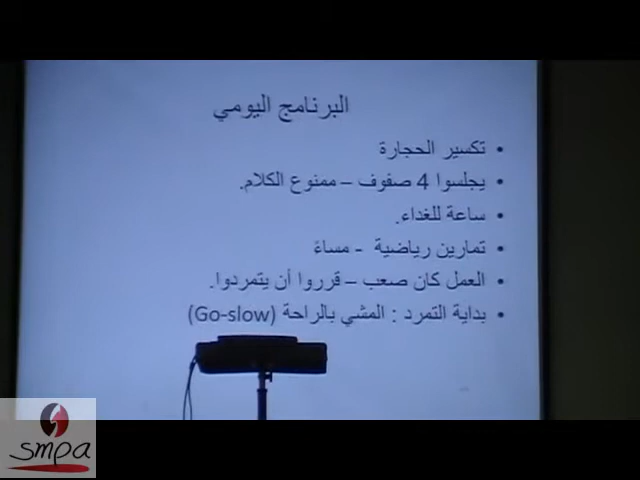 البرنامج اليومي
• تكسير الحجارة
• يجلسوا 4 صفوف – ممنوع الكلام.
• ساعة للغداء.
• تمارين رياضية - مساءً
• العمل كان صعب – قرروا أن يتمردوا.
• بداية التمرد : المشي بالراحة (Go-slow)
smpa